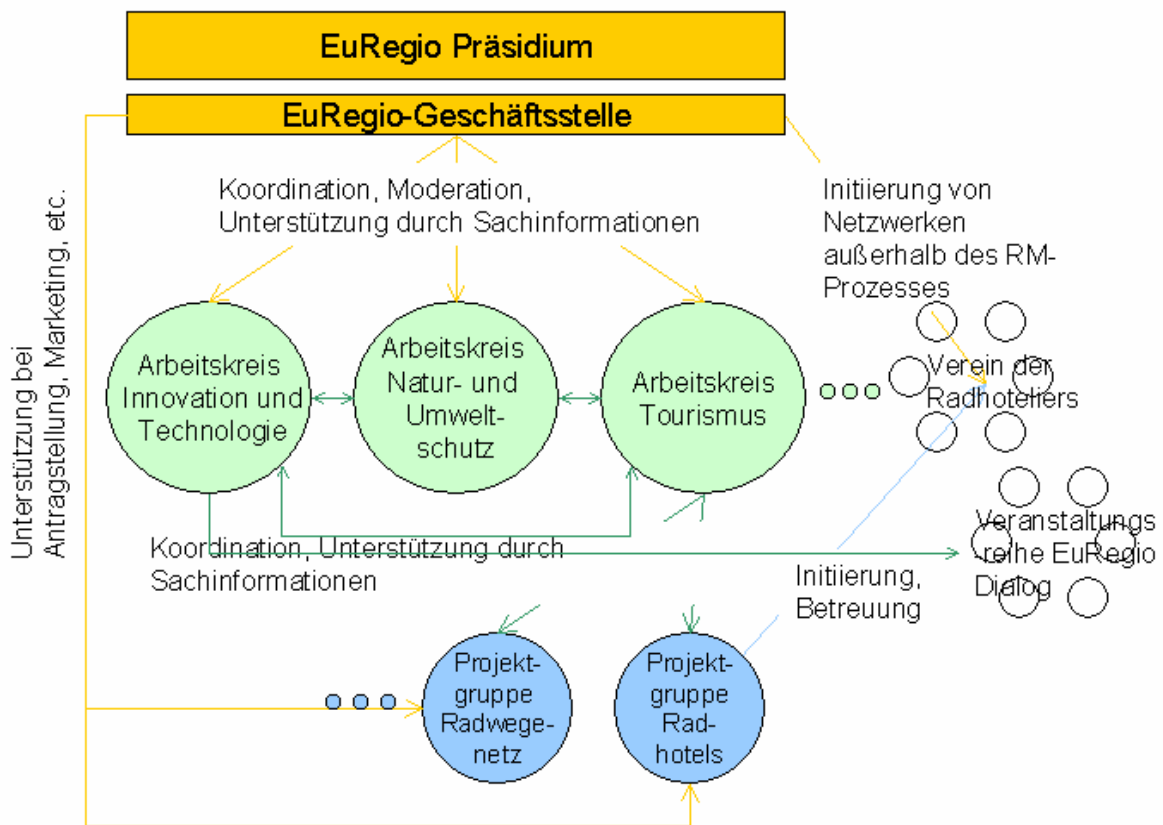 EuRegio Präsidium
EuRegio-Geschäftsstelle
Unterstützung bei
Antragstellung, Marketing, etc.
Koordination, Moderation,
Unterstützung durch Sachinformationen
Initiierung von
Netzwerken
außerhalb des RM-
Prozesses
Arbeitskreis
Innovation und
Technologie
Arbeitskreis
Natur- und
Umwelt-
schutz
Arbeitskreis
Tourismus
Verein der
Radhoteliers
Koordination, Unterstützung durch
Sachinformationen
Veranstaltungs
-reihe EuRegio
Dialog
Initiierung,
Betreuung
Projekt-
gruppe
Radwege-
netz
Projekt-
gruppe
Rad-
hotels